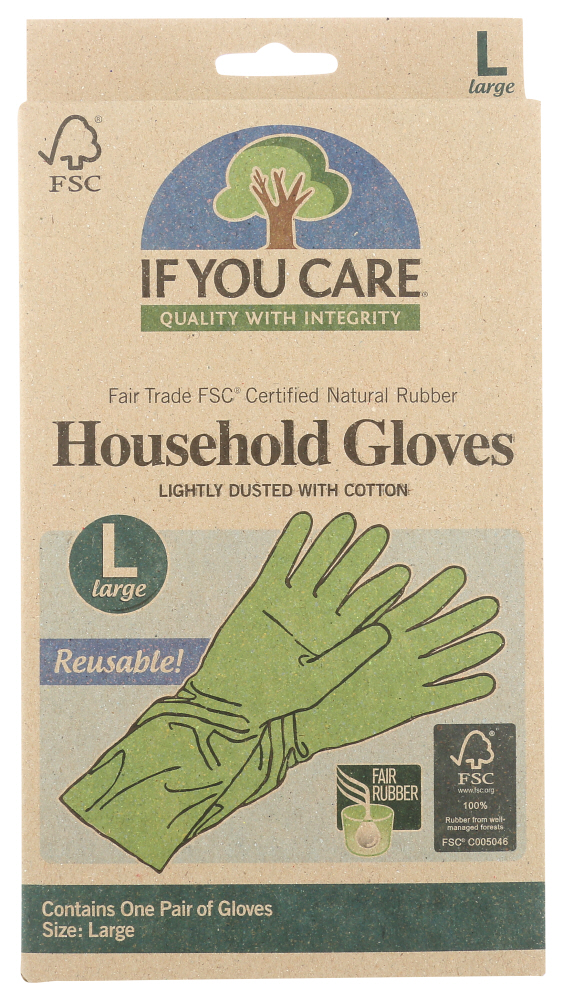 L
large
®
FSC
IF YOU CARE®
QUALITY WITH INTEGRITY
Fair Trade FSC® Certified Natural Rubber
Household Gloves
LIGHTLY DUSTED WITH COTTON
L
large
Reusable!
FAIR
RUBBER
®
FSC
www.fsc.org
100%
Rubber from well-
managed forests
FSC® C005046
Contains One Pair of Gloves
Size: Large